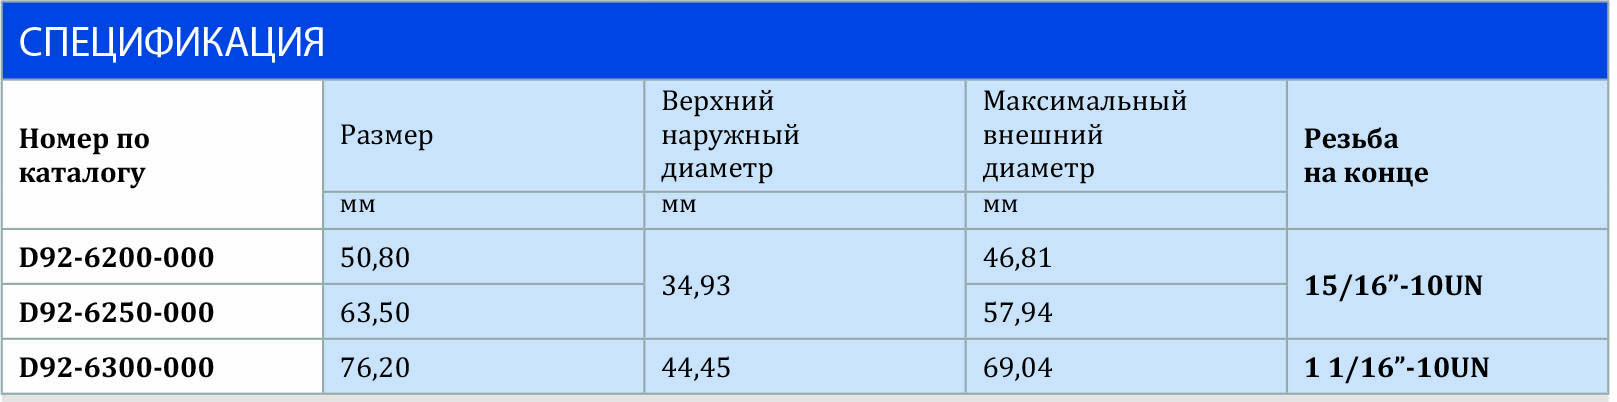 СПЕЦИФИКАЦИЯ
Номер по
каталогу
Размер
Верхний
наружный
диаметр
Максимальный
внешний
диаметр
Резьба
на конце
мм
мм
мм
D92-6200-000
50,80
34,93
46,81
15/16”-10UN
D92-6250-000
63,50
57,94
D92-6300-000
76,20
44,45
69,04
1 1/16”-10UN